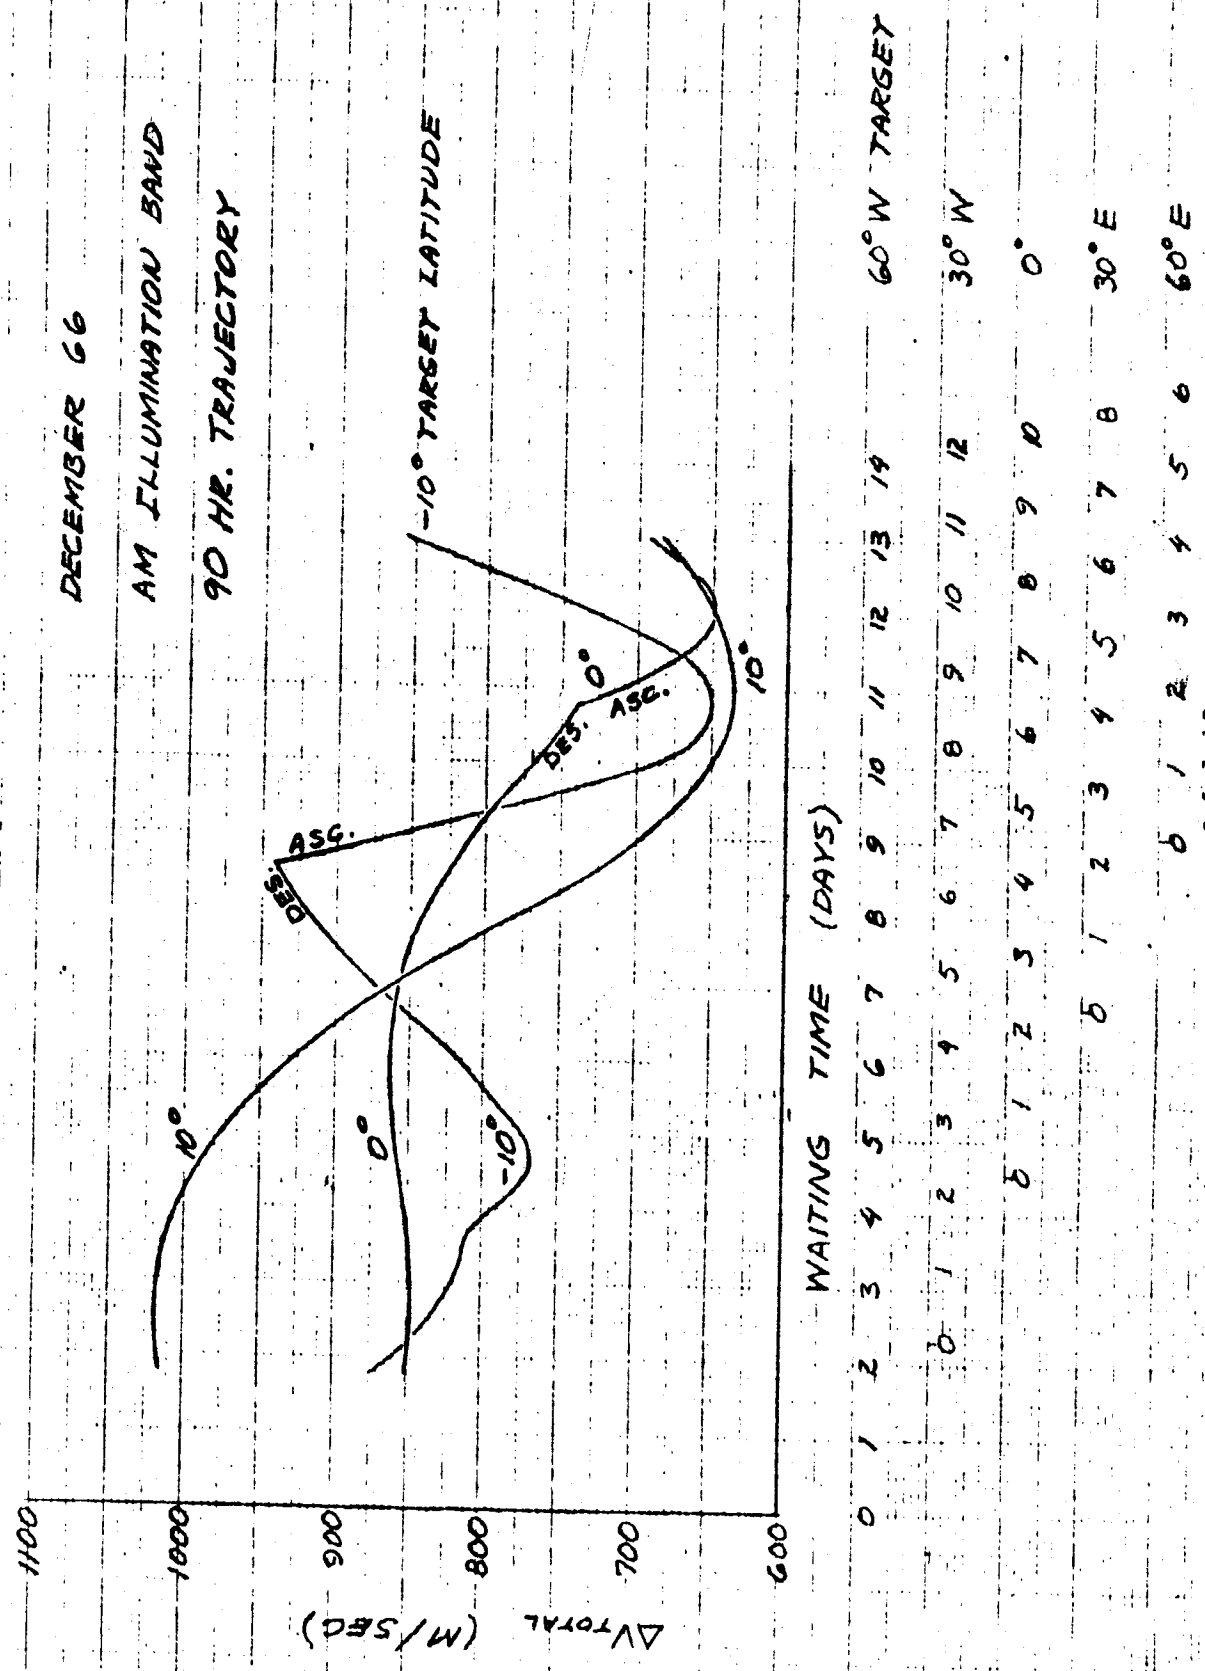 DECEMBER 66
AM ILLUMINATION BAND
90 HR. TRAJECTORY
-10° TARGET LATITUDE
1100
1000
900
800
700
600
ΔV TOTAL (M/SEC)
10°
0°
-10°
DES.
ASC.
DES.
0°
ASC.
10°
WAITING TIME (DAYS)
0 1 2 3 4 5 6 7 8 9 10 11 12 13 14 60° W TARGET
0 1 2 3 4 5 6 7 8 9 10 11 12 30° W
0 1 2 3 4 5 6 7 8 9 10 0°
0 1 2 3 4 5 6 7 8 30° E
0 1 2 3 4 5 6 60° E